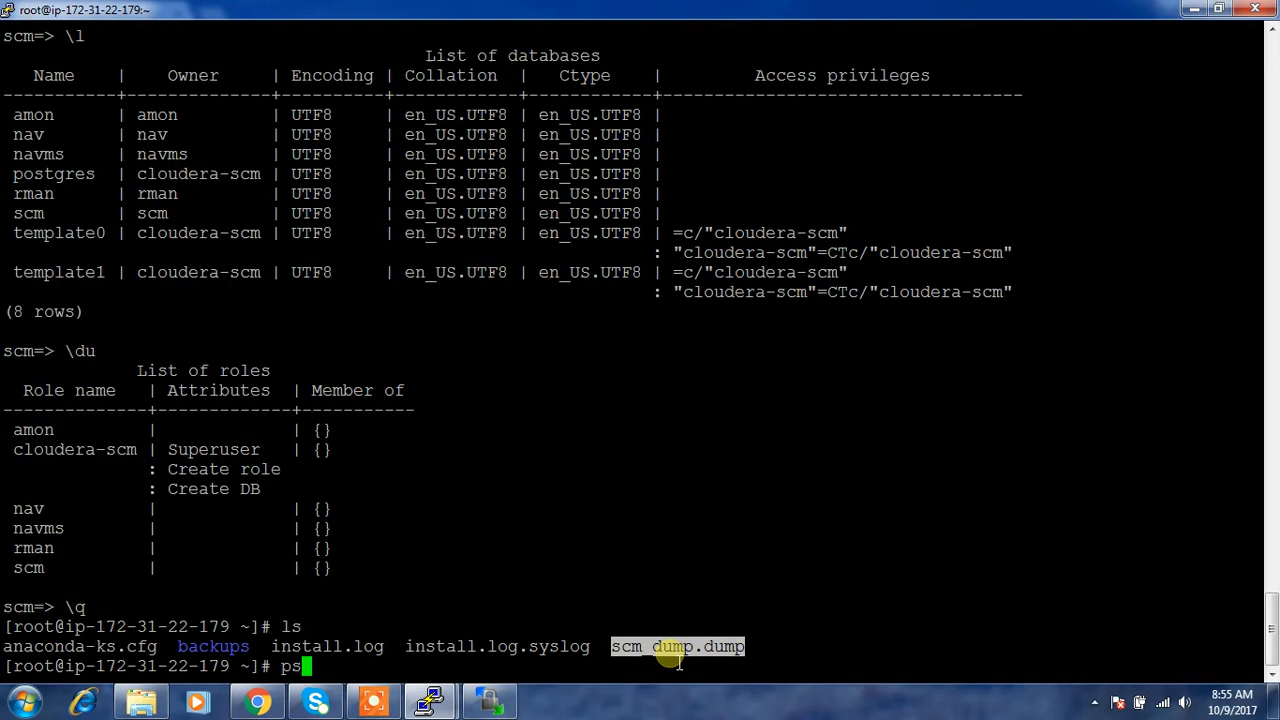 root@ip-172-31-22-179:~
scm=> \l
List of databases
Name | Owner | Encoding | Collation | Ctype | Access privileges
-----------+--------------+----------+------------+------------+---------------------------------
amon | amon | UTF8 | en_US.UTF8 | en_US.UTF8 |
nav | nav | UTF8 | en_US.UTF8 | en_US.UTF8 |
navms | navms | UTF8 | en_US.UTF8 | en_US.UTF8 |
postgres | cloudera-scm | UTF8 | en_US.UTF8 | en_US.UTF8 |
rman | rman | UTF8 | en_US.UTF8 | en_US.UTF8 |
scm | scm | UTF8 | en_US.UTF8 | en_US.UTF8 |
template0 | cloudera-scm | UTF8 | en_US.UTF8 | en_US.UTF8 | =c/"cloudera-scm"
: "cloudera-scm"=CTc/"cloudera-scm"
template1 | cloudera-scm | UTF8 | en_US.UTF8 | en_US.UTF8 | =c/"cloudera-scm"
: "cloudera-scm"=CTc/"cloudera-scm"
(8 rows)
scm=> \du
List of roles
Role name | Attributes | Member of
--------------+-------------+-----------
amon | | {}
cloudera-scm | Superuser | {}
: Create role
: Create DB
nav | | {}
navms | | {}
rman | | {}
scm | | {}
scm=> \q
[root@ip-172-31-22-179 ~]# ls
anaconda-ks.cfg backups install.log install.log.syslog scm_dump.dump
[root@ip-172-31-22-179 ~]# ps
8:55 AM
10/9/2017